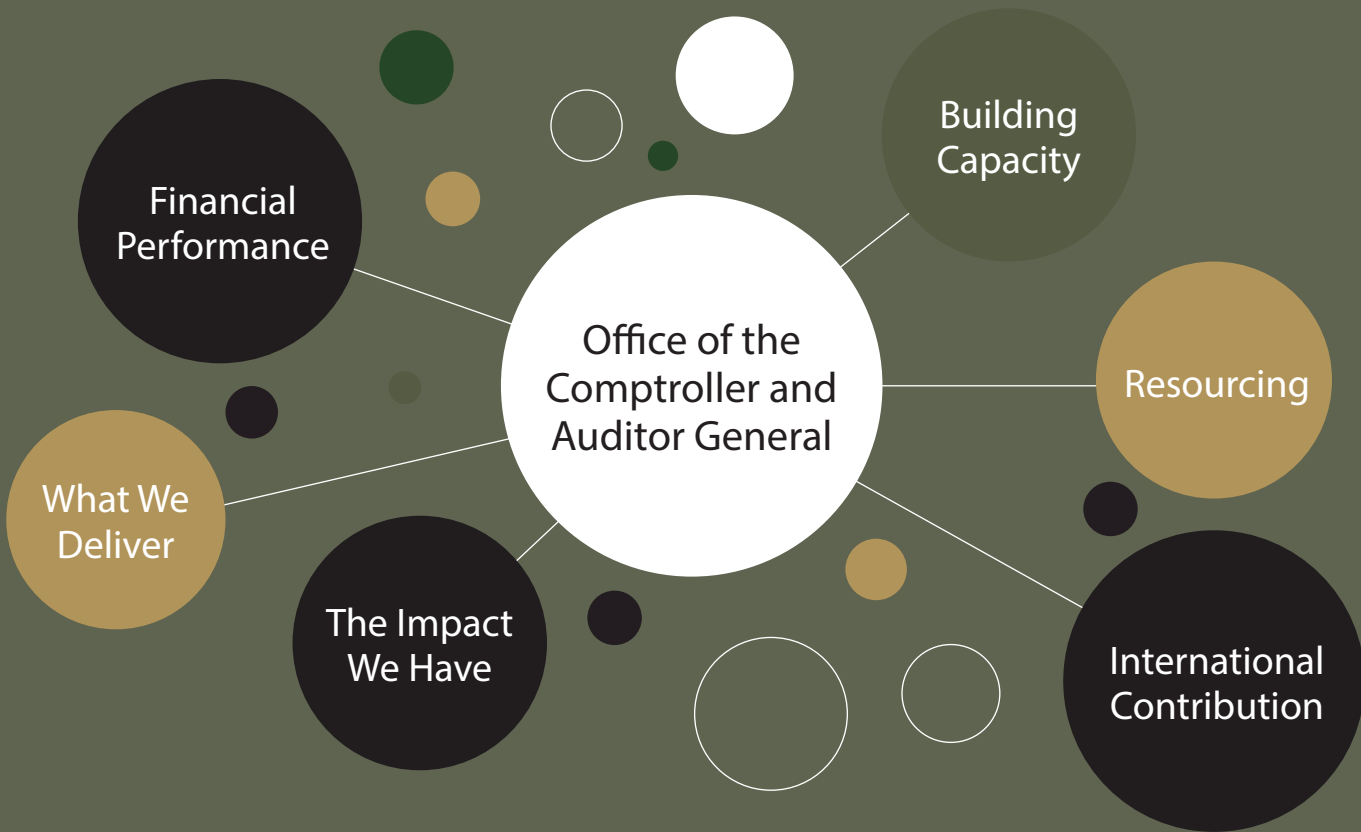 Building
Capacity
Financial
Performance
Office of the
Comptroller and
Auditor General
Resourcing
What We
Deliver
The Impact
We Have
International
Contribution